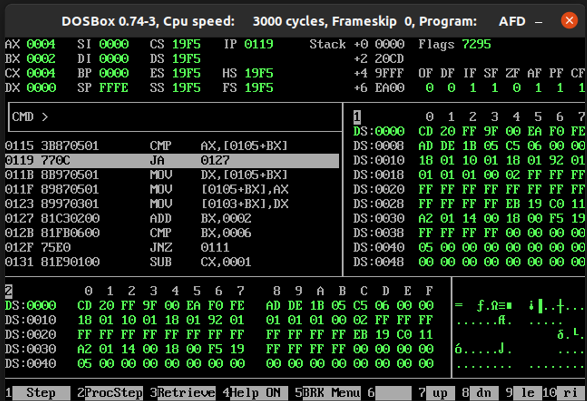 DOSBox 0.74-3, Cpu speed: 3000 cycles, Frameskip 0, Program: AFD
AX 0004 SI 0000 CS 19F5 IP 0119 Stack +0 0000 Flags 7295
BX 0002 DI 0000 DS 19F5 +2 20CD
CX 0004 BP 0000 ES 19F5 HS 19F5 +4 9FFF OF DF IF SF ZF AF PF CF
DX 0000 SP FFFE SS 19F5 FS 19F5 +6 EA00 0 0 1 1 0 1 1 1
CMD >
0115 3B870501 CMP AX,[0105+BX]
0119 770C JA 0127
011B 8B970501 MOV DX,[0105+BX]
011F 89870501 MOV [0105+BX],AX
0123 89970301 MOV [0103+BX],DX
0127 81C30200 ADD BX,0002
012B 81FB0600 CMP BX,0006
012F 75E0 JNZ 0111
0131 81E90100 SUB CX,0001
1 0 1 2 3 4 5 6 7
DS:0000 CD 20 FF 9F 00 EA F0 FE
DS:0008 AD DE 1B 05 C5 06 00 00
DS:0010 18 01 10 01 18 01 92 01
DS:0018 01 01 01 00 02 FF FF FF
DS:0020 FF FF FF FF FF FF FF FF
DS:0028 FF FF FF FF EB 19 C0 11
DS:0030 A2 01 14 00 18 00 F5 19
DS:0038 FF FF FF FF 00 00 00 00
DS:0040 05 00 00 00 00 00 00 00
DS:0048 00 00 00 00 00 00 00 00
2 0 1 2 3 4 5 6 7 8 9 A B C D E F
DS:0000 CD 20 FF 9F 00 EA F0 FE AD DE 1B 05 C5 06 00 00
DS:0010 18 01 10 01 18 01 92 01 01 01 01 00 02 FF FF FF
DS:0020 FF FF FF FF FF FF FF FF FF FF FF FF EB 19 C0 11
DS:0030 A2 01 14 00 18 00 F5 19 FF FF FF FF 00 00 00 00
DS:0040 05 00 00 00 00 00 00 00 00 00 00 00 00 00 00 00
1 Step 2 ProcStep 3 Retrieve 4 Help ON 5 BRK Menu 6 7 up 8 dn 9 le 10 ri